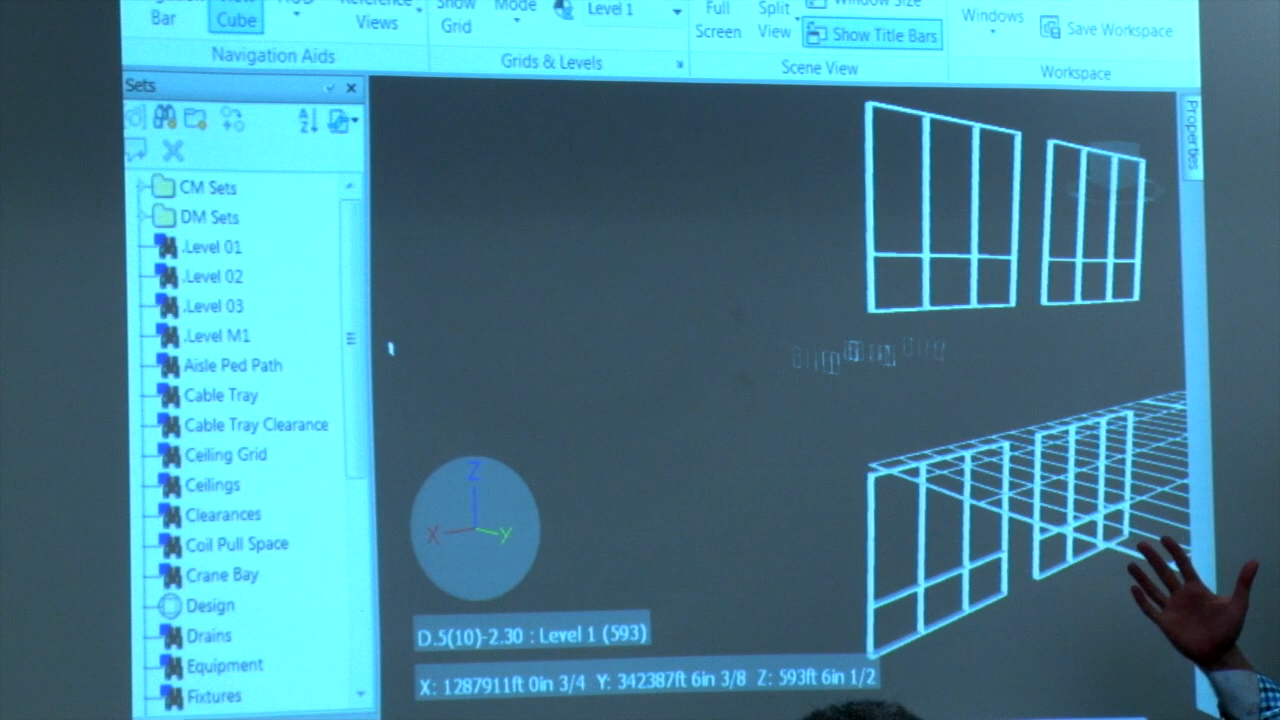 Bar
Cube
Views
Show
Grid
Mode
Level 1
Full
Screen
Split
View
Window Size
Show Title Bars
Windows
Save Workspace
Navigation Aids
Grids & Levels
Scene View
Workspace
Sets
Properties
CM Sets
DM Sets
.Level 01
.Level 02
.Level 03
.Level M1
Aisle Ped Path
Cable Tray
Cable Tray Clearance
Ceiling Grid
Ceilings
Clearances
Coil Pull Space
Crane Bay
Design
Drains
Equipment
Fixtures
Z
X
Y
D.5(10)-2.30 : Level 1 (593)
X: 1287911ft 0in 3/4 Y: 342387ft 6in 3/8 Z: 593ft 6in 1/2